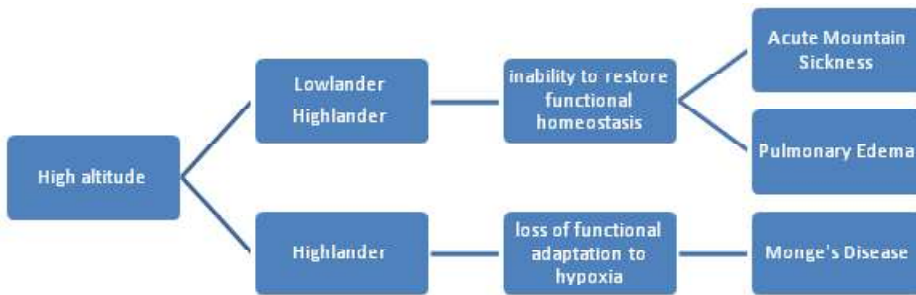 High altitude
Lowlander
Highlander
inability to restore
functional
homeostasis
Acute Mountain
Sickness
Pulmonary Edema
Highlander
loss of functional
adaptation to
hypoxia
Monge's Disease